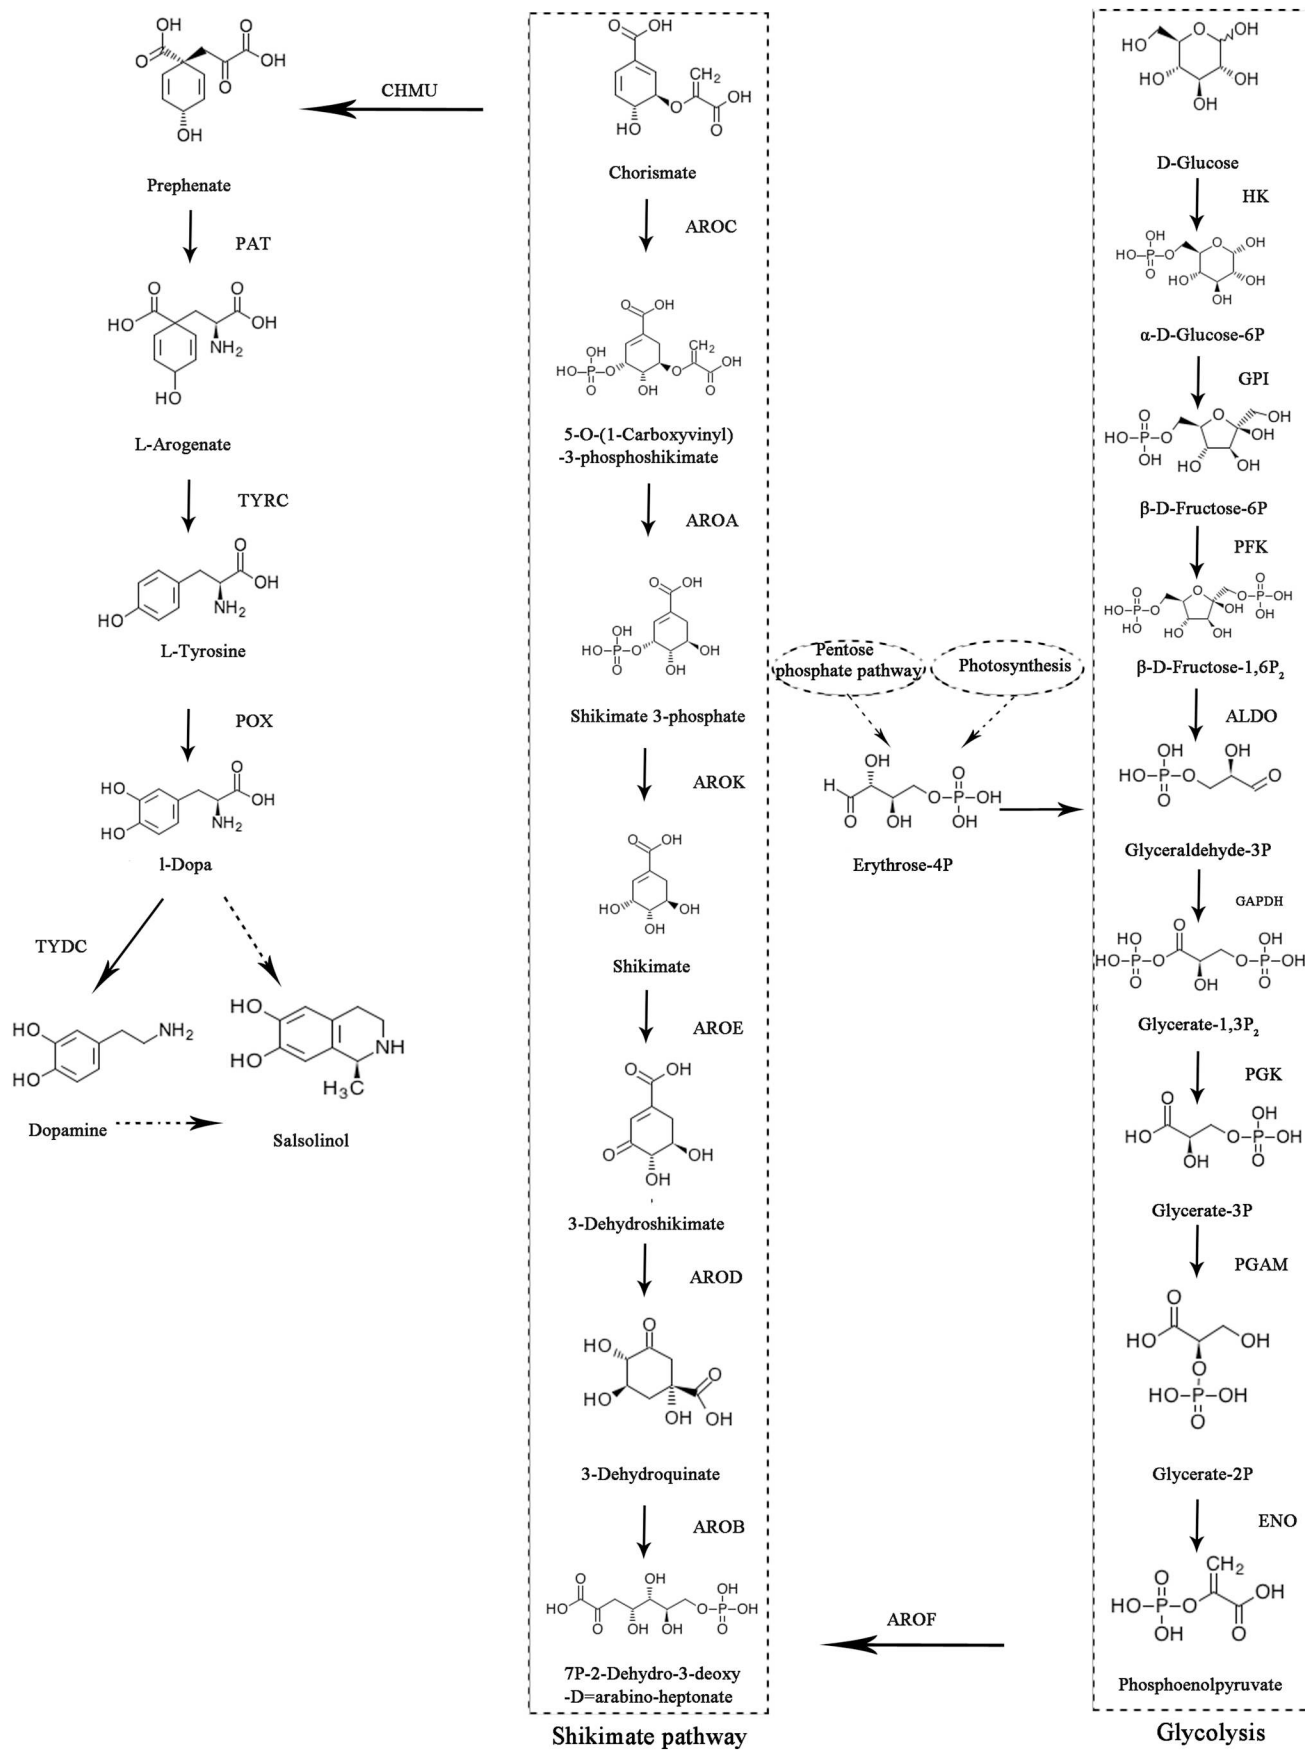 Prephenate
PAT
L-Arogenate
TYRC
L-Tyrosine
POX
l-Dopa
TYDC
Dopamine
Salsolinol
CHMU
Chorismate
AROC
5-O-(1-Carboxyvinyl)
-3-phosphoshikimate
AROA
Shikimate 3-phosphate
AROK
Shikimate
AROE
3-Dehydroshikimate
AROD
3-Dehydroquinate
AROB
7P-2-Dehydro-3-deoxy
-D=arabino-heptonate
Shikimate pathway
Pentose
phosphate pathway
Photosynthesis
Erythrose-4P
AROF
D-Glucose
HK
α-D-Glucose-6P
GPI
β-D-Fructose-6P
PFK
β-D-Fructose-1,6P₂
ALDO
Glyceraldehyde-3P
GAPDH
Glycerate-1,3P₂
PGK
Glycerate-3P
PGAM
Glycerate-2P
ENO
Phosphoenolpyruvate
Glycolysis